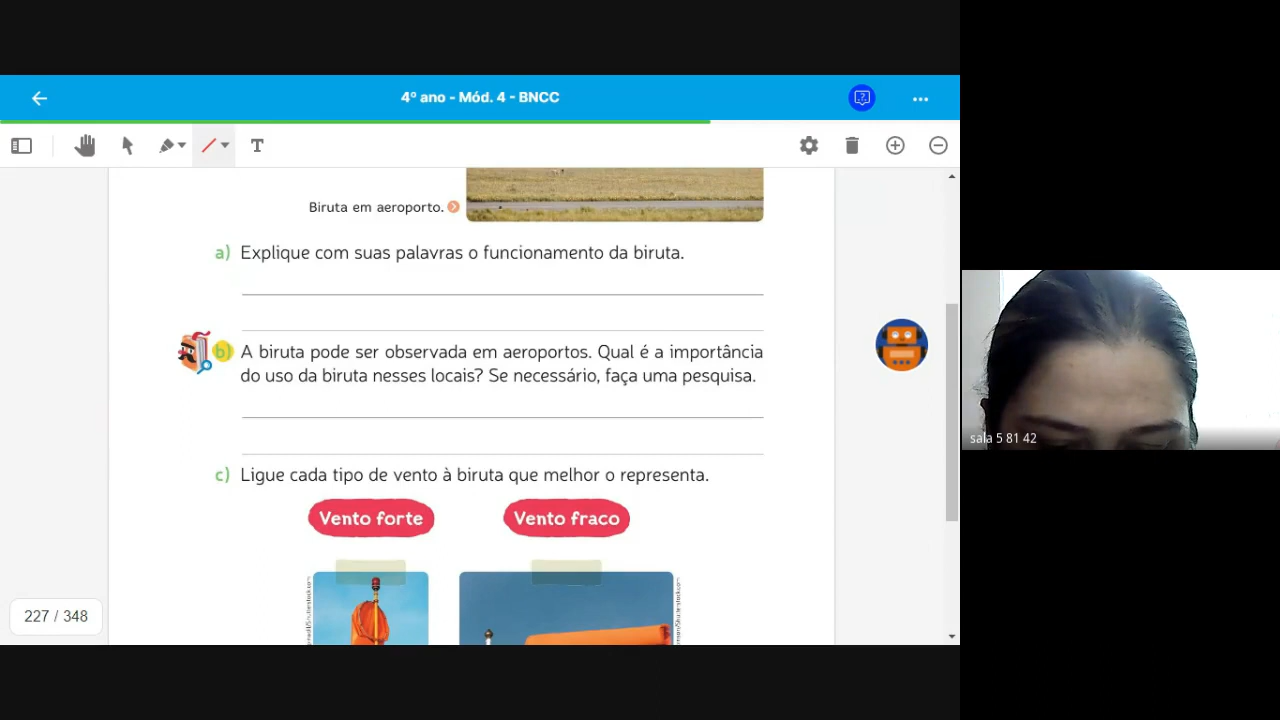 4º ano - Mód. 4 - BNCC
T
Biruta em aeroporto.
a) Explique com suas palavras o funcionamento da biruta.
b) A biruta pode ser observada em aeroportos. Qual é a importância
do uso da biruta nesses locais? Se necessário, faça uma pesquisa.
c) Ligue cada tipo de vento à biruta que melhor o representa.
Vento forte
Vento fraco
227 / 348
sala 5 81 42